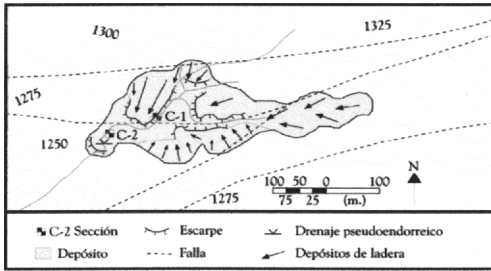 1300
1325
1275
C-1
1250
C-2
N
1275
100 50 0 100
75 25 (m.)
C-2 Sección Escarpe Drenaje pseudoendorreico
Depósito Falla Depósitos de ladera